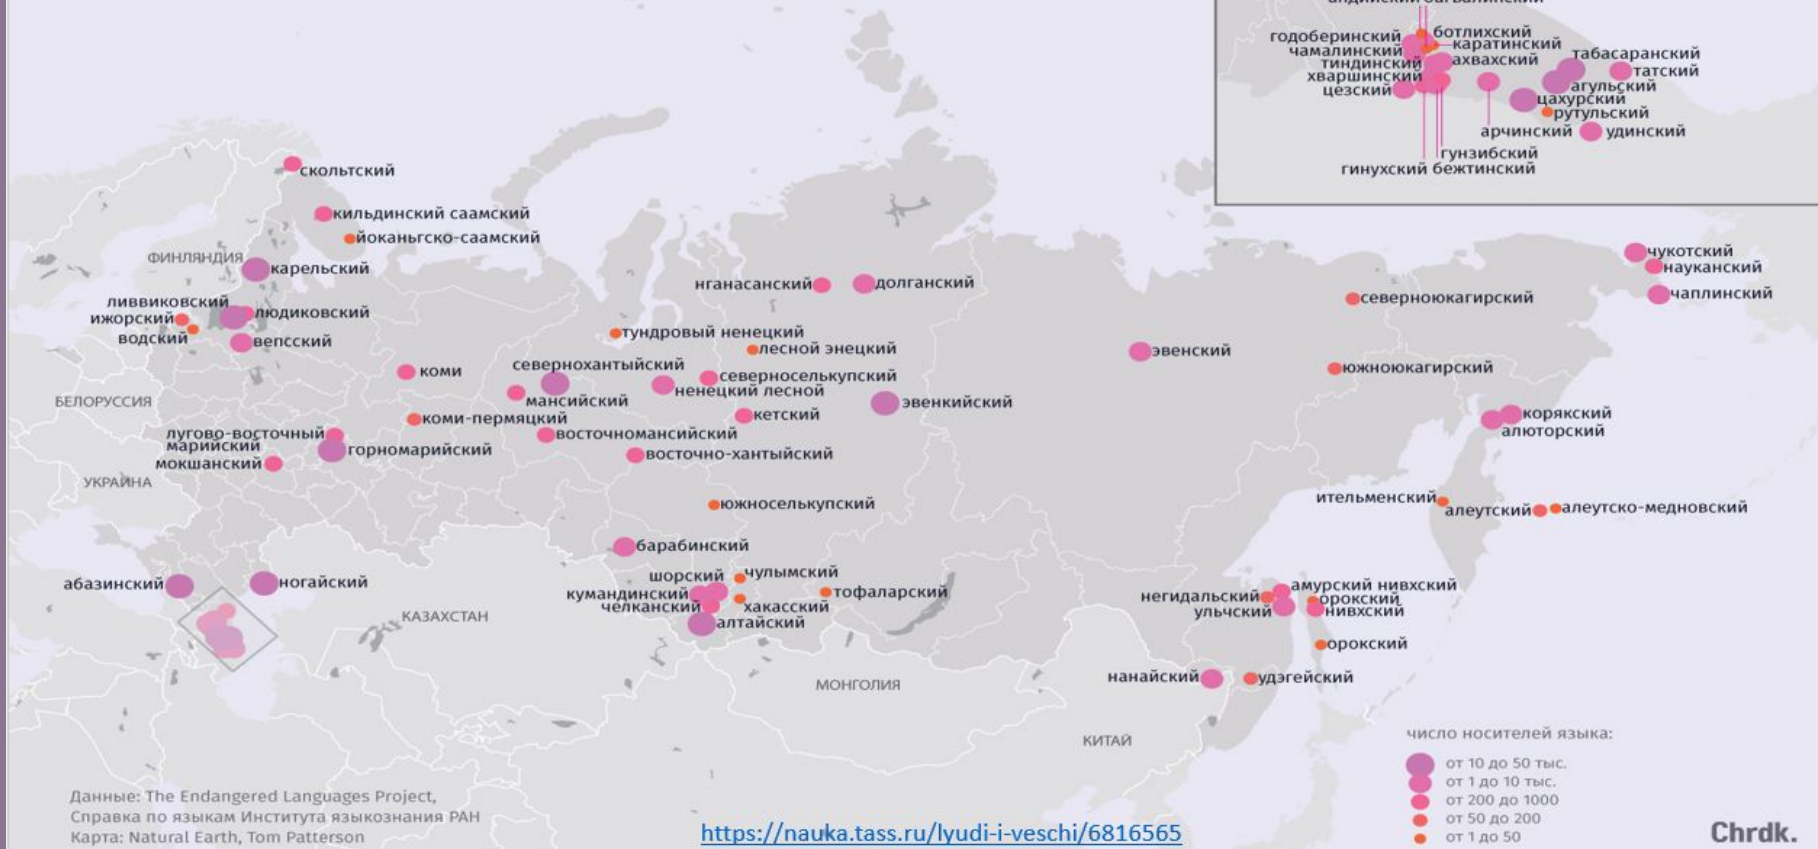 андийский багвалинский
годоберинский
ботлихский
чамалинский
каратинский
тиндинский
ахвахский
хваршинский
цезский
табасаранский
татский
агульский
цахурский
рутульский
арчинский
удинский
гунзибский
гинухский бежтинский
скольтский
кильдинский саамский
йоканьгско-саамский
ФИНЛЯНДИЯ
карельский
ливвиковский
ижорский
людиковский
водский
вепсский
нганасанский
долганский
чукотский
науканский
чаплинский
североюкагирский
тундровый ненецкий
лесной энецкий
эвенский
севернохантыйский
коми
северноселькупский
ненецкий лесной
южноюкагирский
БЕЛОРУССИЯ
мансийский
эвенкийский
коми-пермяцкий
кетский
корякский
алюторский
лугово-восточный
марийский
горномарийский
восточномансийский
мокшанский
восточно-хантыйский
УКРАИНА
южноселькупский
ительменский
алеутский
алеутско-медновский
барабинский
абазинский
ногайский
шорский
чулымский
кумандинский
тофаларский
челканский
хакасский
алтайский
КАЗАХСТАН
амурский нивхский
негидальский
орокский
ульчский
нивхский
орокский
нанайский
удэгейский
МОНГОЛИЯ
КИТАЙ
число носителей языка:
от 10 до 50 тыс.
от 1 до 10 тыс.
от 200 до 1000
от 50 до 200
от 1 до 50
Данные: The Endangered Languages Project,
Справка по языкам Института языкознания РАН
Карта: Natural Earth, Tom Patterson
https://nauka.tass.ru/lyudi-i-veschi/6816565
Chrdk.